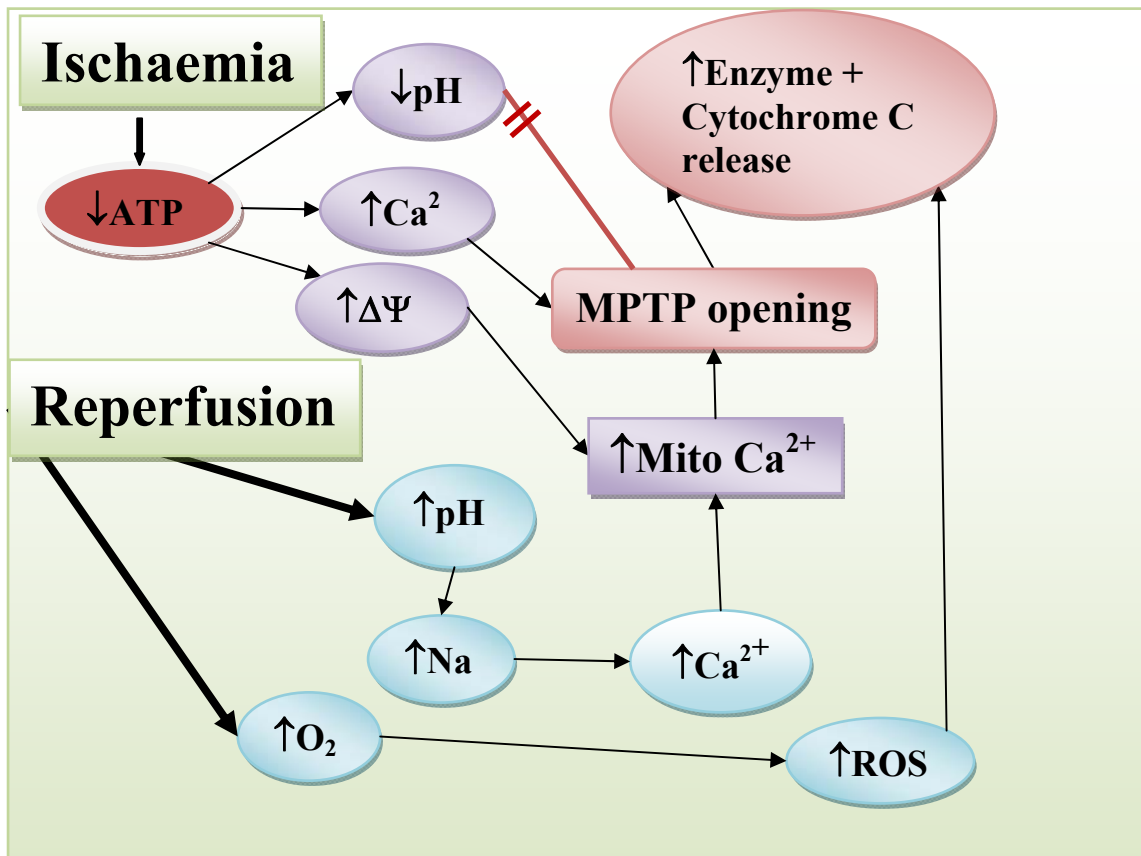 Ischaemia
↓pH
↑Enzyme +
Cytochrome C
release
↓ATP
↑Ca²
↑ΔΨ
MPTP opening
Reperfusion
↑Mito Ca²⁺
↑pH
↑Na
↑Ca²⁺
↑O₂
↑ROS